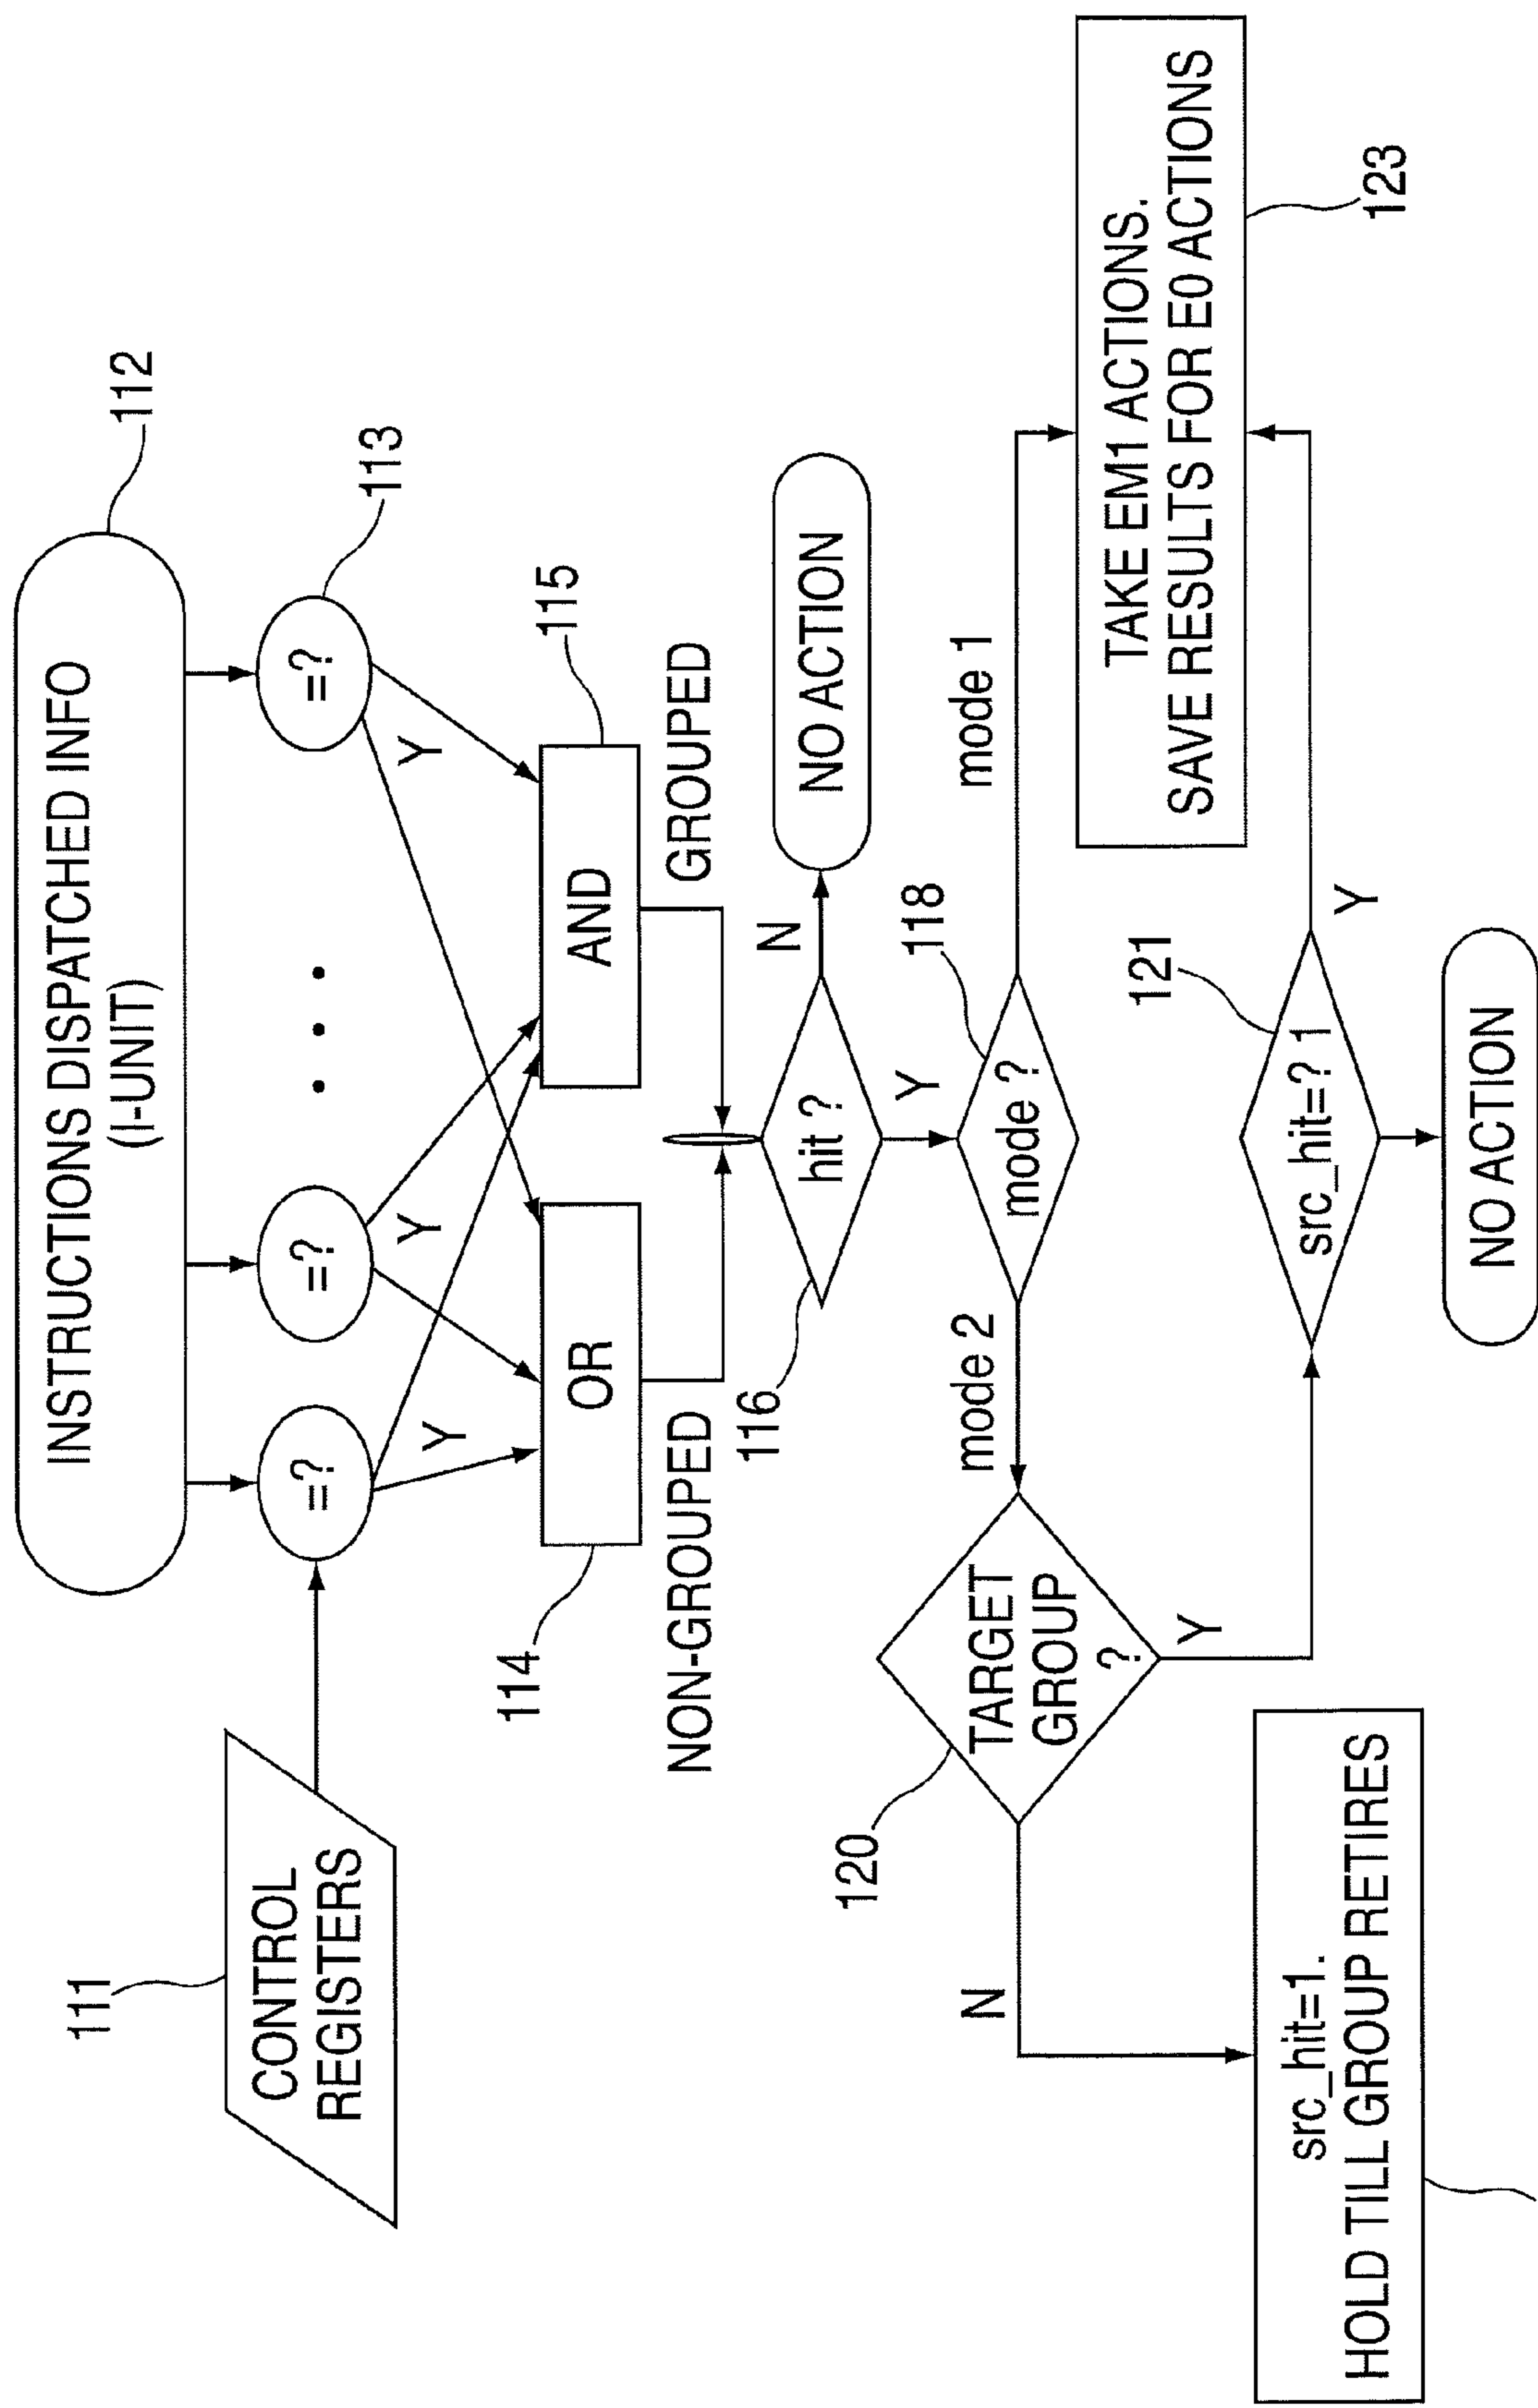 112
INSTRUCTIONS DISPATCHED INFO
(I-UNIT)
111
CONTROL
REGISTERS
=?
=?
. . .
=?
113
Y
Y
Y
114
OR
AND
115
NON-GROUPED
GROUPED
116
hit ?
N
NO ACTION
Y
118
mode ?
mode 2
mode 1
120
TARGET
GROUP
?
N
Y
TAKE EM1 ACTIONS.
SAVE RESULTS FOR E0 ACTIONS
123
121
src_hit=? 1
Y
src_hit=1.
HOLD TILL GROUP RETIRES
NO ACTION